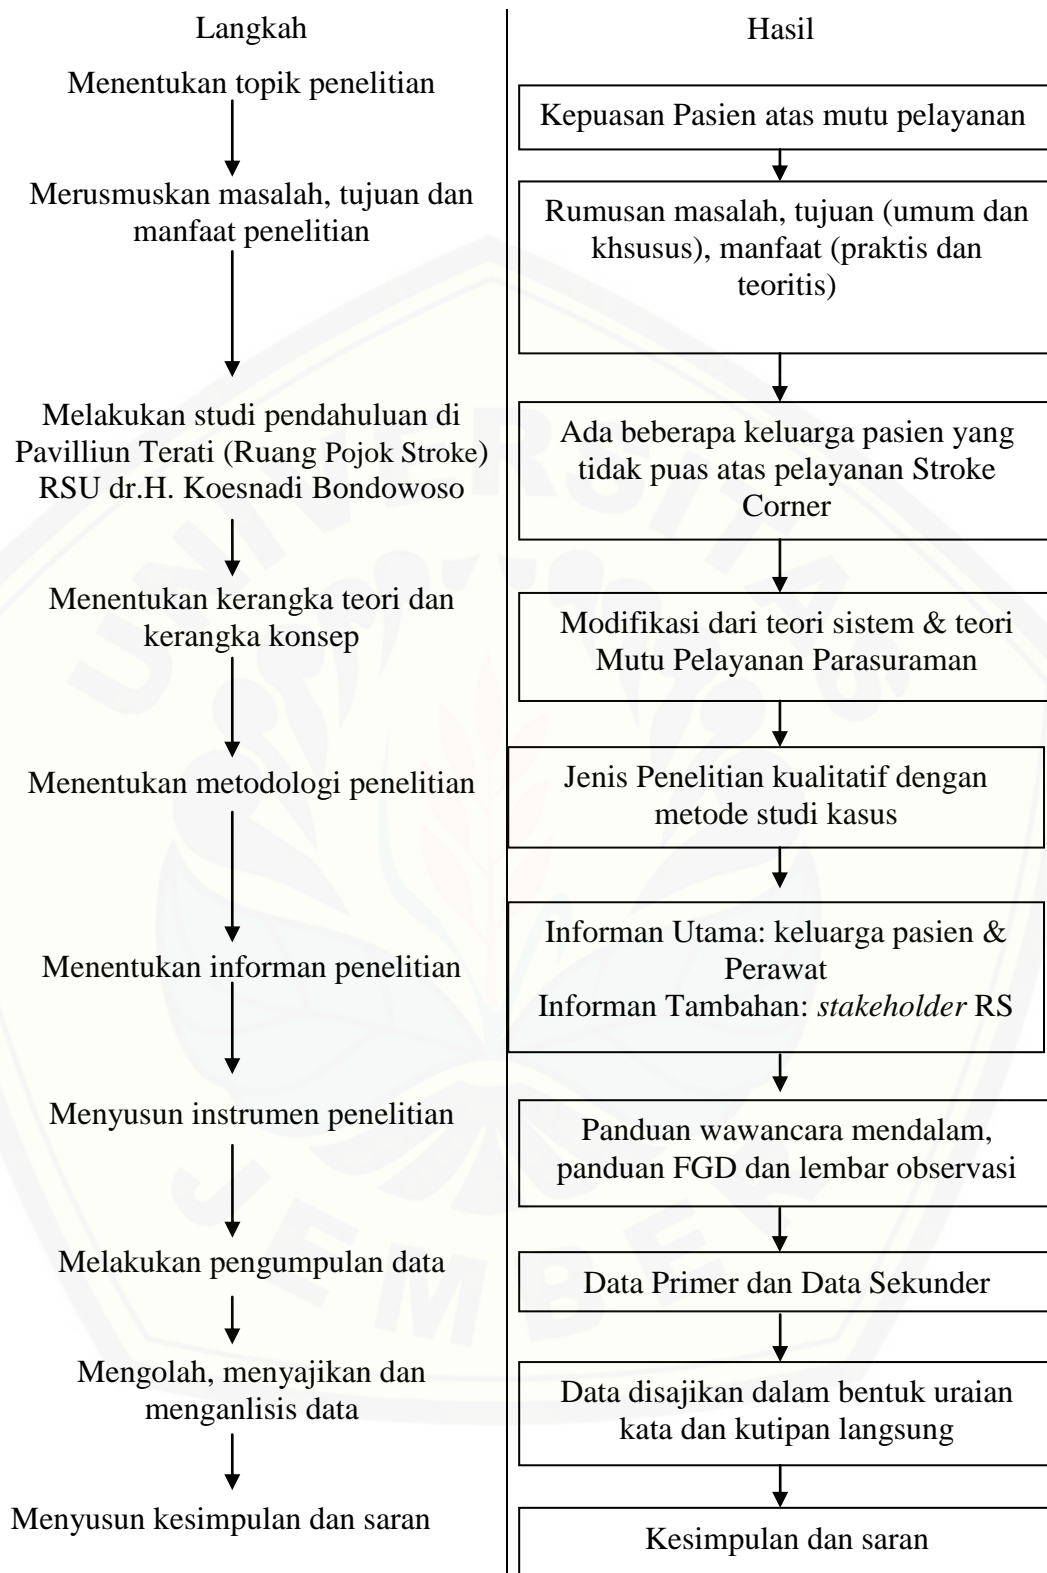 Langkah
Hasil
Menentukan topik penelitian
Kepuasan Pasien atas mutu pelayanan
Merusmuskan masalah, tujuan dan
manfaat penelitian
Rumusan masalah, tujuan (umum dan
khsusus), manfaat (praktis dan
teoritis)
Melakukan studi pendahuluan di
Pavilliun Terati (Ruang Pojok Stroke)
RSU dr.H. Koesnadi Bondowoso
Ada beberapa keluarga pasien yang
tidak puas atas pelayanan Stroke
Corner
Menentukan kerangka teori dan
kerangka konsep
Modifikasi dari teori sistem & teori
Mutu Pelayanan Parasuraman
Menentukan metodologi penelitian
Jenis Penelitian kualitatif dengan
metode studi kasus
Menentukan informan penelitian
Informan Utama: keluarga pasien &
Perawat
Informan Tambahan: stakeholder RS
Menyusun instrumen penelitian
Panduan wawancara mendalam,
panduan FGD dan lembar observasi
Melakukan pengumpulan data
Data Primer dan Data Sekunder
Mengolah, menyajikan dan
menganlisis data
Data disajikan dalam bentuk uraian
kata dan kutipan langsung
Menyusun kesimpulan dan saran
Kesimpulan dan saran
UNIVERSITAS
JEMBER